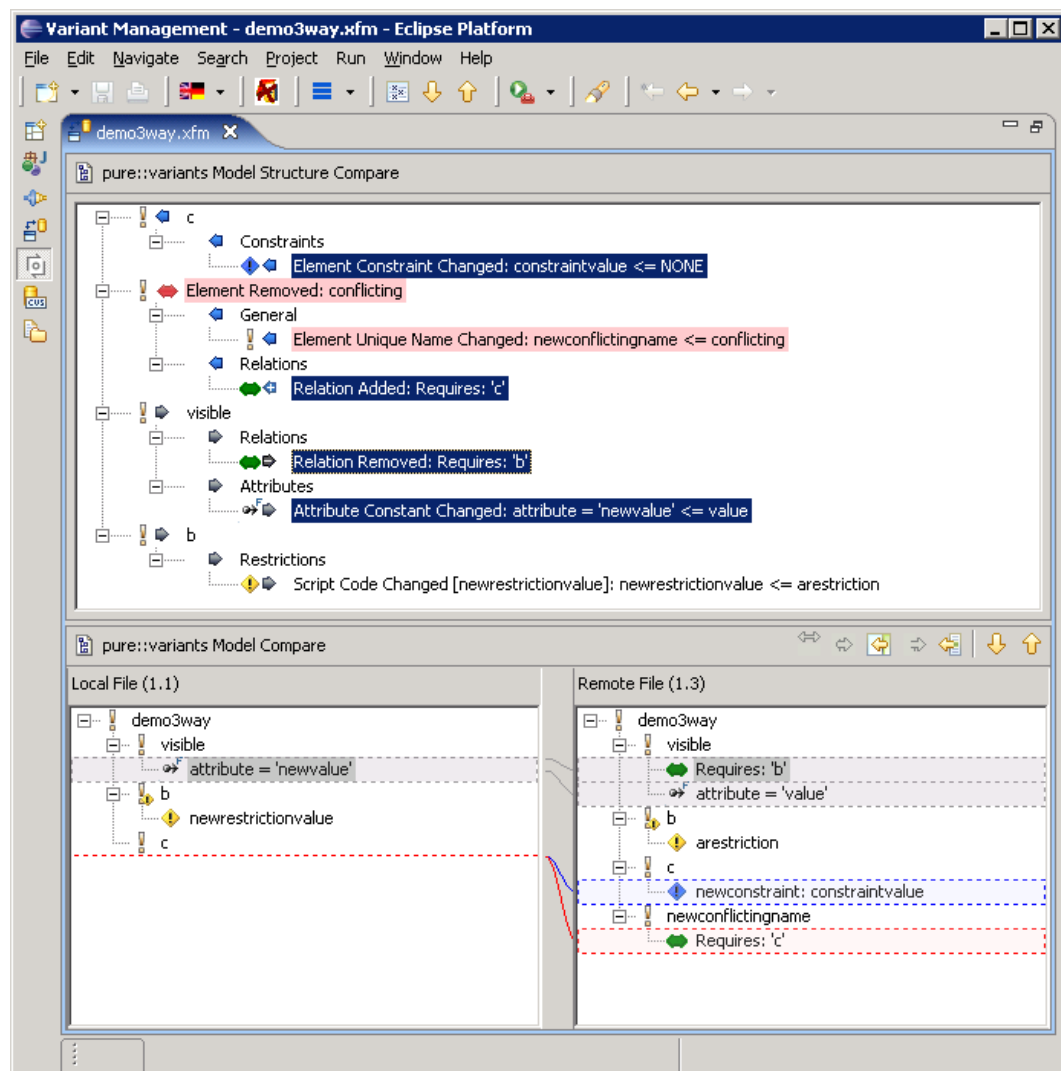 Variant Management - demo3way.xfm - Eclipse Platform
File Edit Navigate Search Project Run Window Help
demo3way.xfm
pure::variants Model Structure Compare
c
Constraints
Element Constraint Changed: constraintvalue <= NONE
Element Removed: conflicting
General
Element Unique Name Changed: newconflictingname <= conflicting
Relations
Relation Added: Requires: 'c'
visible
Relations
Relation Removed: Requires: 'b'
Attributes
Attribute Constant Changed: attribute = 'newvalue' <= value
b
Restrictions
Script Code Changed [newrestrictionvalue]: newrestrictionvalue <= arestriction
CUS
pure::variants Model Compare
Local File (1.1)
demo3way
visible
attribute = 'newvalue'
b
newrestrictionvalue
c
Remote File (1.3)
demo3way
visible
Requires: 'b'
attribute = 'value'
b
arestriction
c
newconstraint: constraintvalue
newconflictingname
Requires: 'c'